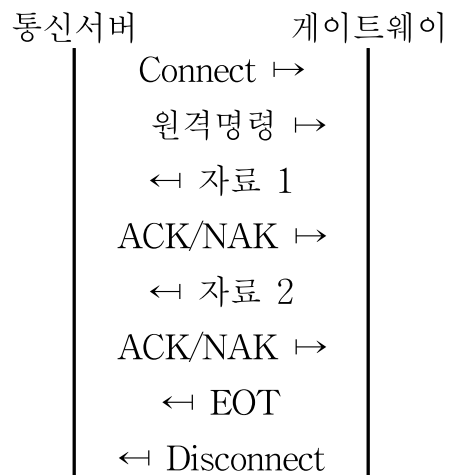 통신서버 게이트웨이
Connect ↦
원격명령 ↦
↤ 자료 1
ACK/NAK ↦
↤ 자료 2
ACK/NAK ↦
↤ EOT
↤ Disconnect